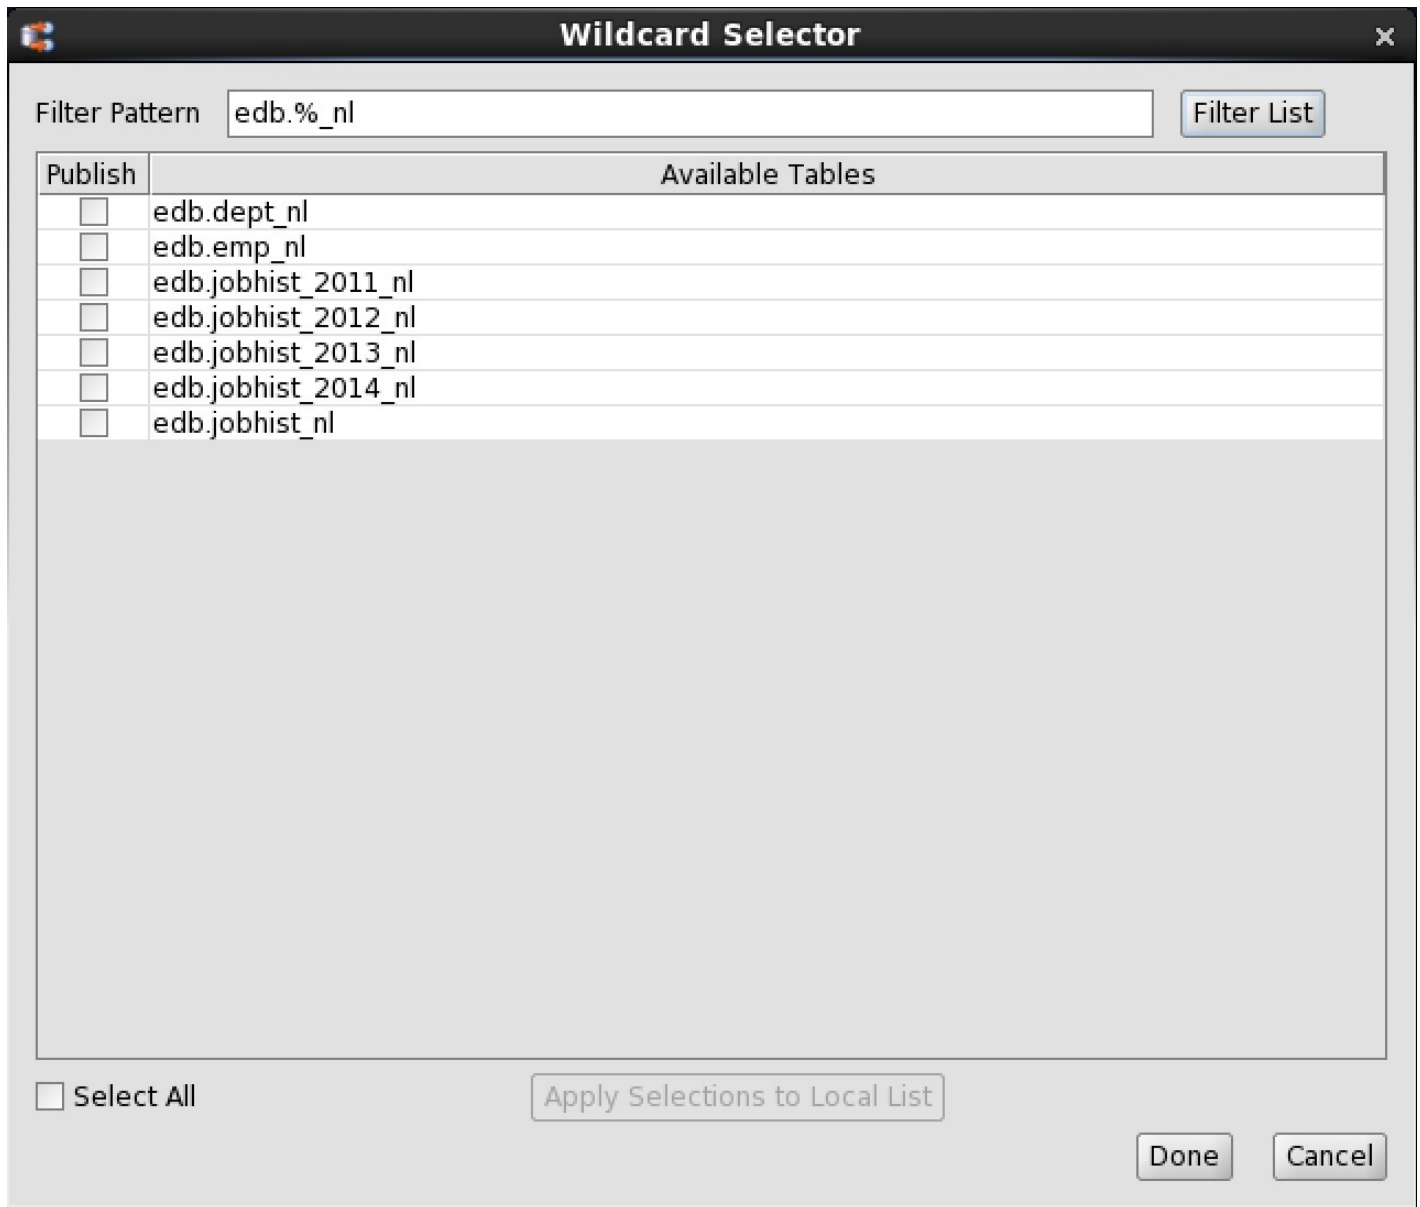 Wildcard Selector
Filter Pattern edb.%_nl Filter List
Publish Available Tables
edb.dept_nl
edb.emp_nl
edb.jobhist_2011_nl
edb.jobhist_2012_nl
edb.jobhist_2013_nl
edb.jobhist_2014_nl
edb.jobhist_nl
Select All Apply Selections to Local List
Done Cancel